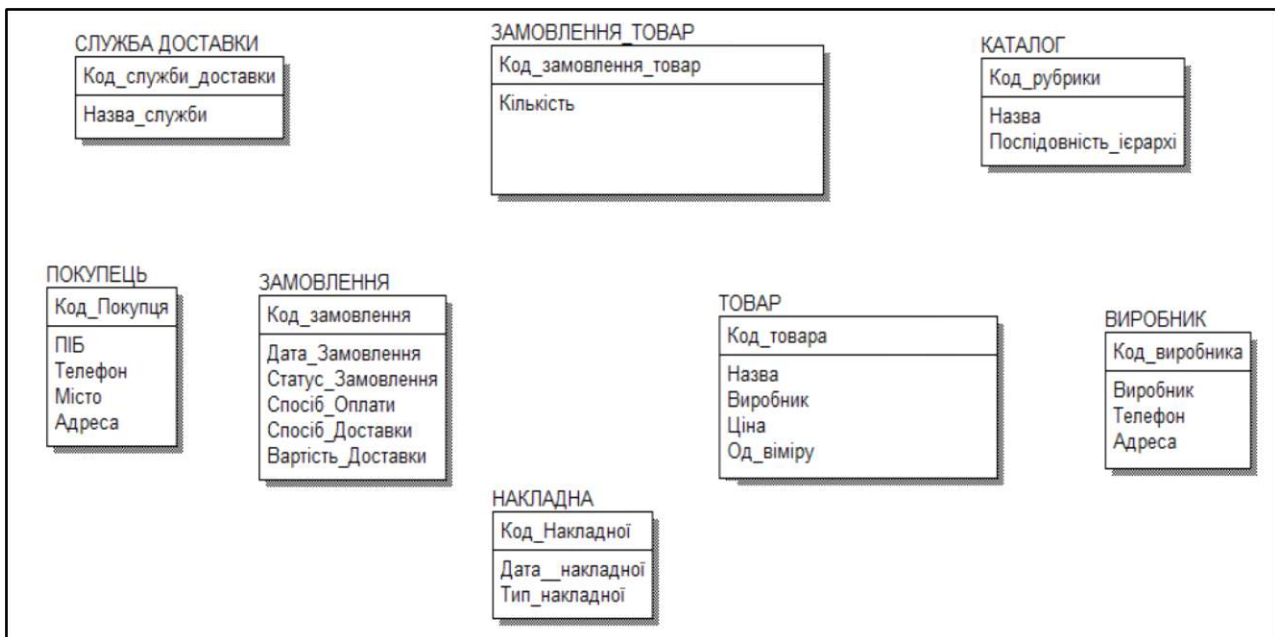 СЛУЖБА ДОСТАВКИ
Код_служби_доставки
Назва_служби
ЗАМОВЛЕННЯ_ТОВАР
Код_замовлення_товар
Кількість
КАТАЛОГ
Код_рубрики
Назва
Послідовність_ієрархі
ПОКУПЕЦЬ
Код_Покупця
ПІБ
Телефон
Місто
Адреса
ЗАМОВЛЕННЯ
Код_замовлення
Дата_Замовлення
Статус_Замовлення
Спосіб_Оплати
Спосіб_Доставки
Вартість_Доставки
ТОВАР
Код_товара
Назва
Виробник
Ціна
Од_віміру
ВИРОБНИК
Код_виробника
Виробник
Телефон
Адреса
НАКЛАДНА
Код_Накладної
Дата__накладної
Тип_накладної